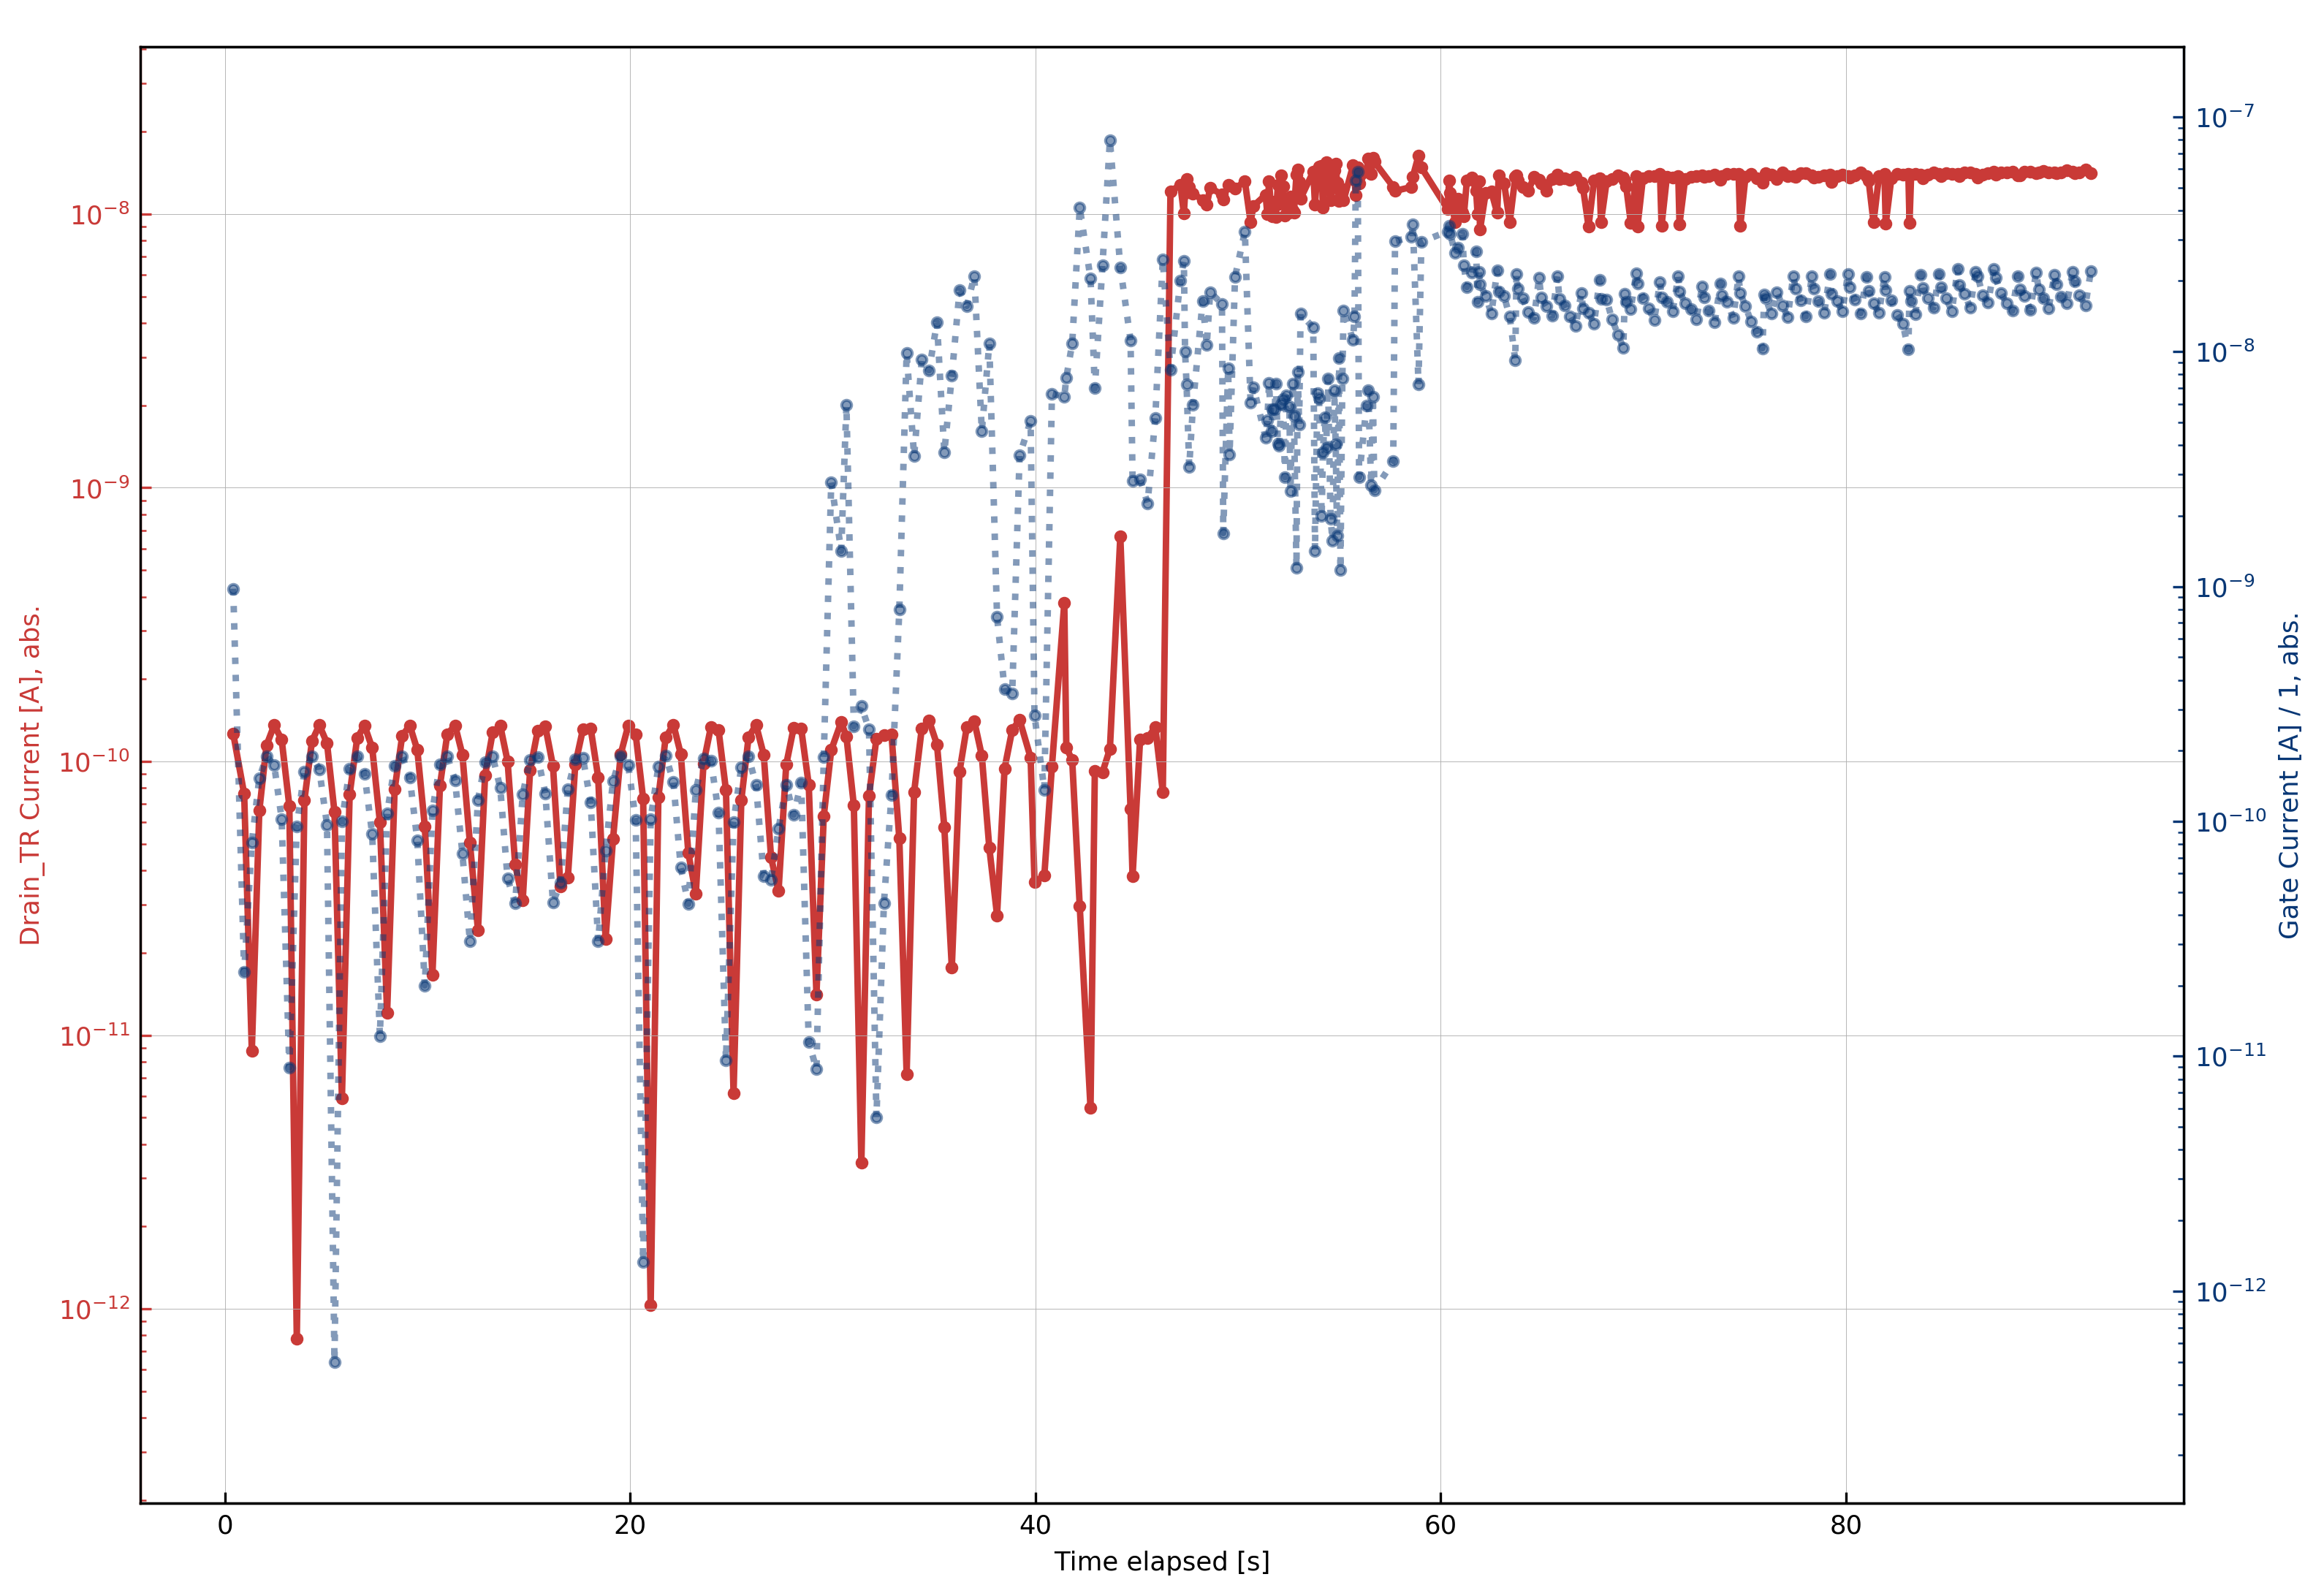 Drain_TR Current [A], abs.
10⁻⁸
10⁻⁹
10⁻¹⁰
10⁻¹¹
10⁻¹²
0 20 40 60 80
Time elapsed [s]
10⁻⁷
10⁻⁸
10⁻⁹
10⁻¹⁰
10⁻¹¹
10⁻¹²
Gate Current [A] / 1, abs.